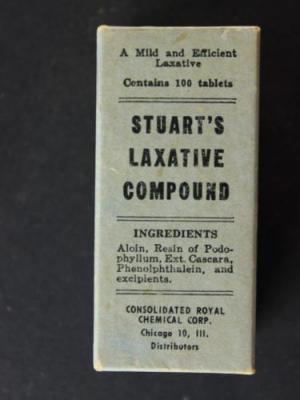 A Mild and Efficient
Laxative
Contains 100 tablets
STUART'S
LAXATIVE
COMPOUND
INGREDIENTS
Aloin, Resin of Podo-
phyllum, Ext. Cascara,
Phenolphthalein, and
excipients.
CONSOLIDATED ROYAL
CHEMICAL CORP.
Chicago 10, Ill.
Distributors